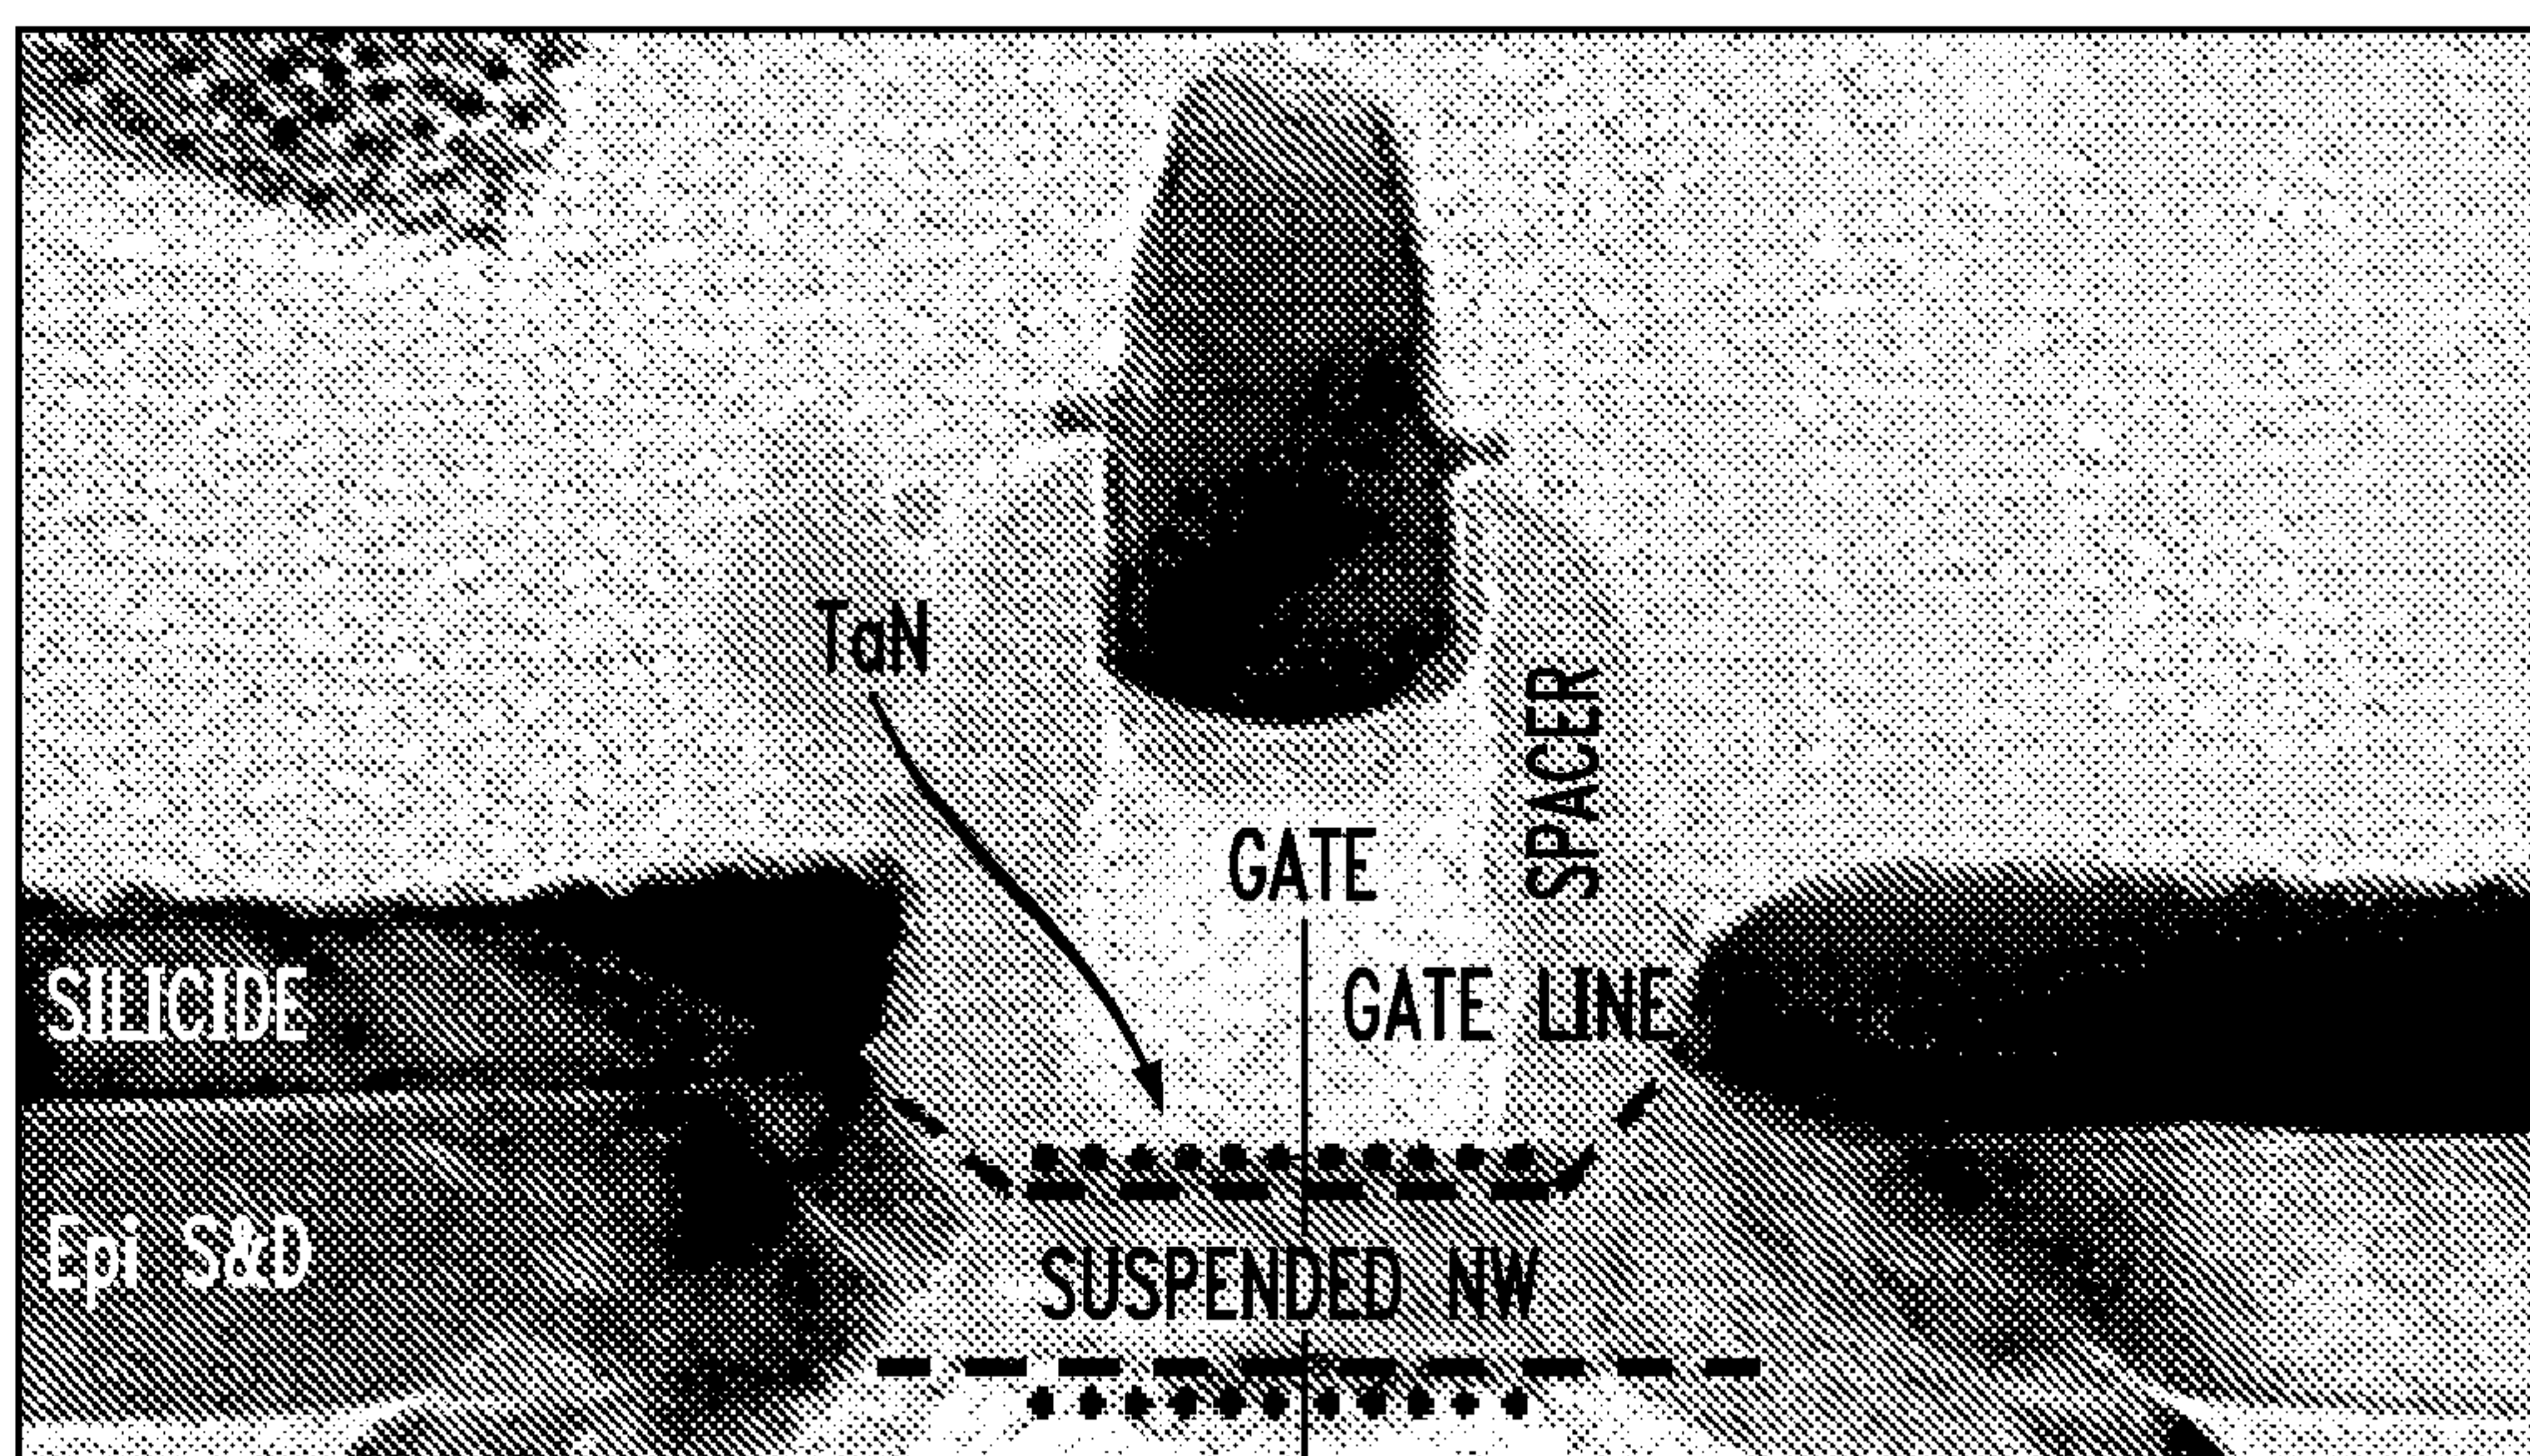 TaN
SPACER
GATE
GATE LINE
SILICIDE
Epi S&D
SUSPENDED NW